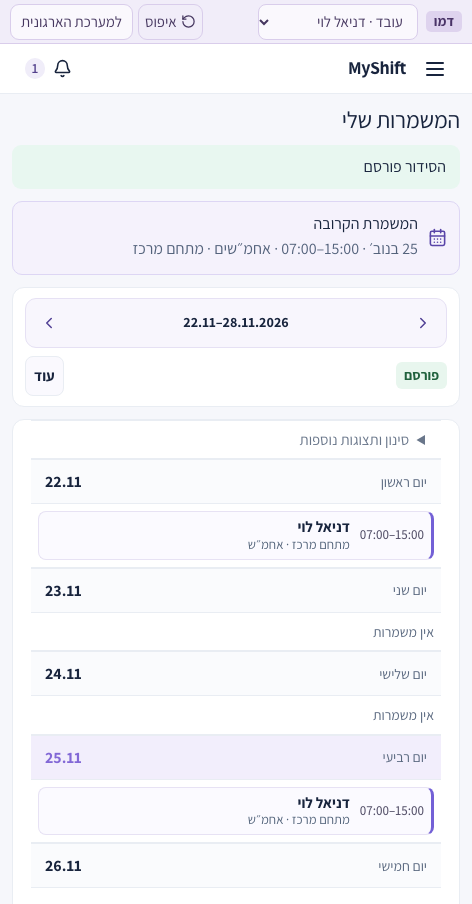 דמו
עובד · דניאל לוי
איפוס
למערכת הארגונית
MyShift
1
המשמרות שלי
הסידור פורסם
המשמרת הקרובה
25 בנוב׳ · 07:00–15:00 · אחמ״שים · מתחם מרכז
22.11–28.11.2026
פורסם
עוד
סינון ותצוגות נוספות
יום ראשון 22.11
07:00–15:00 דניאל לוי
מתחם מרכז · אחמ״ש
יום שני 23.11
אין משמרות
יום שלישי 24.11
אין משמרות
יום רביעי 25.11
07:00–15:00 דניאל לוי
מתחם מרכז · אחמ״ש
יום חמישי 26.11